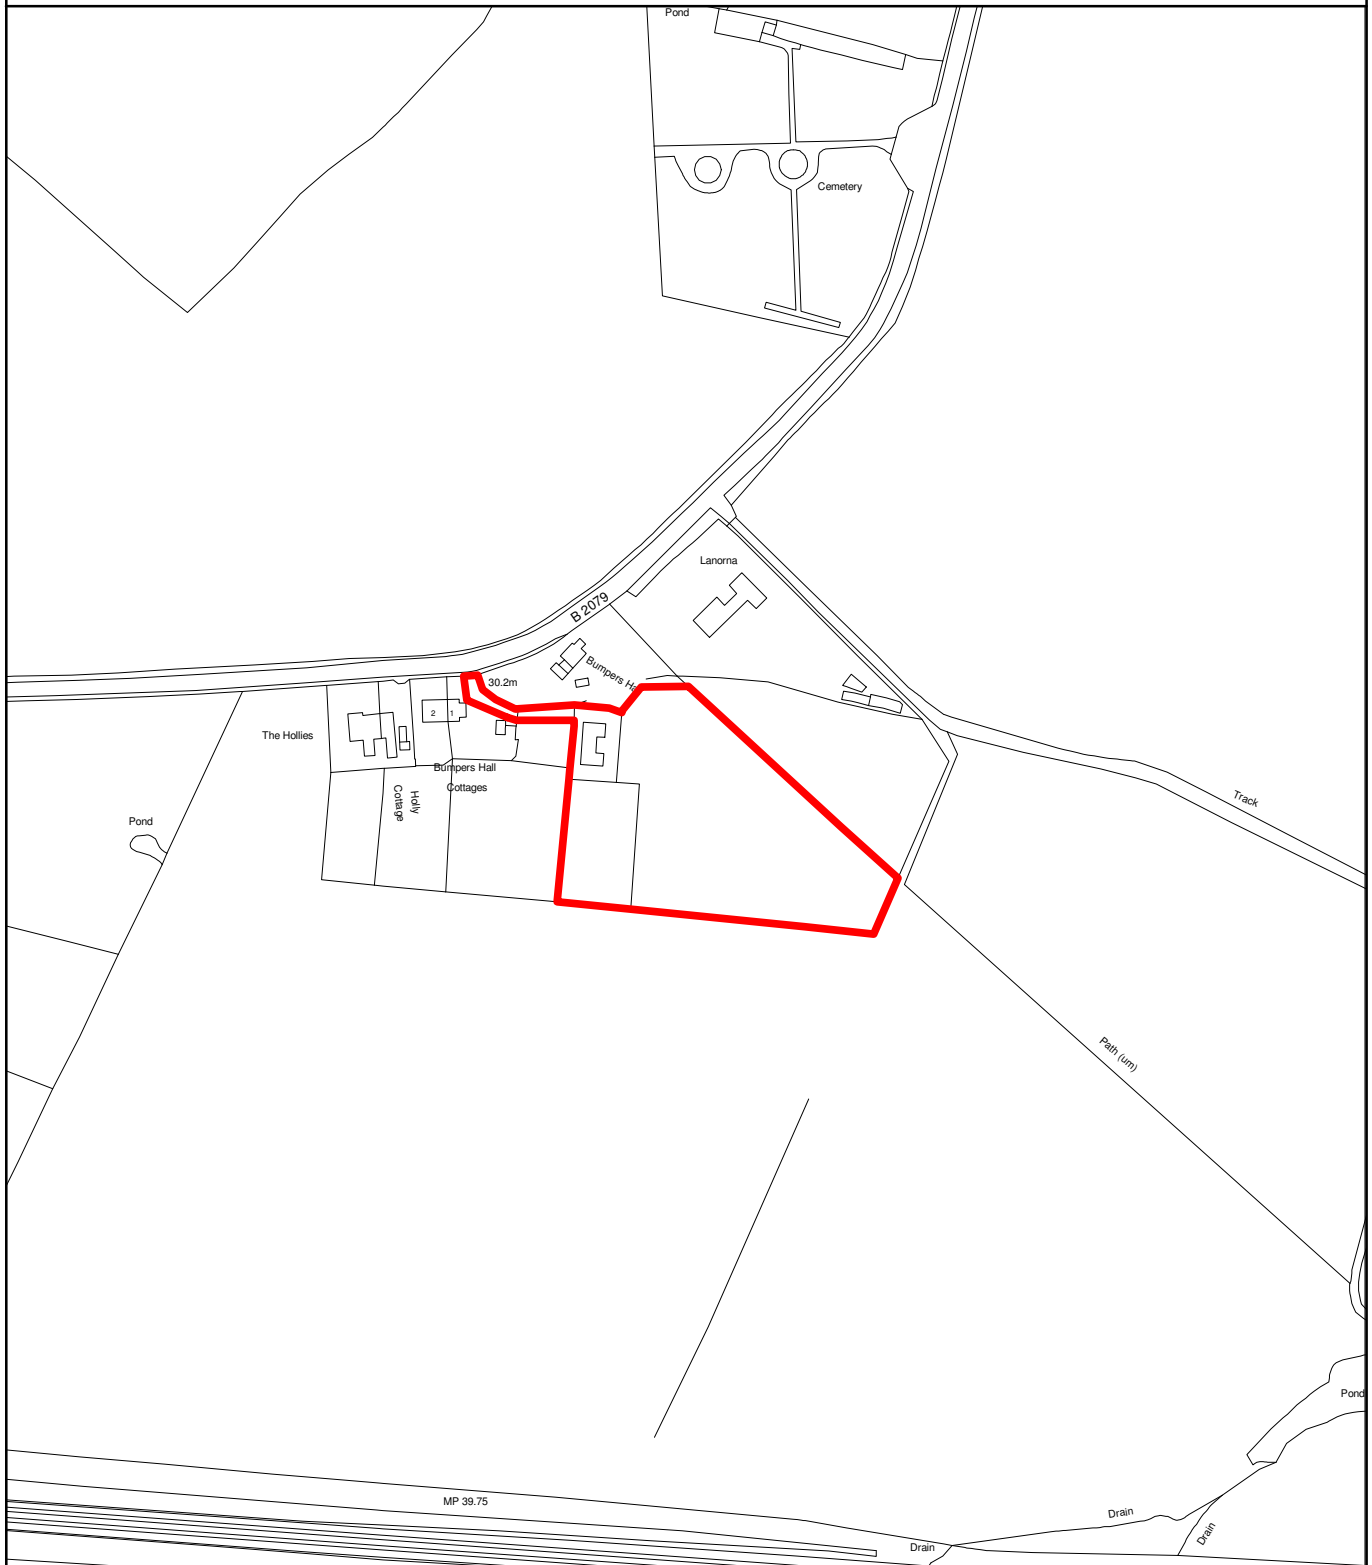 Pond
Cemetery
Lanorna
B 2079
Bumpers Ha
30.2m
2
1
The Hollies
Bumpers Hall
Cottages
Holly
Cottage
Pond
Track
Path (um)
Pond
MP 39.75
Drain
Drain
Drain